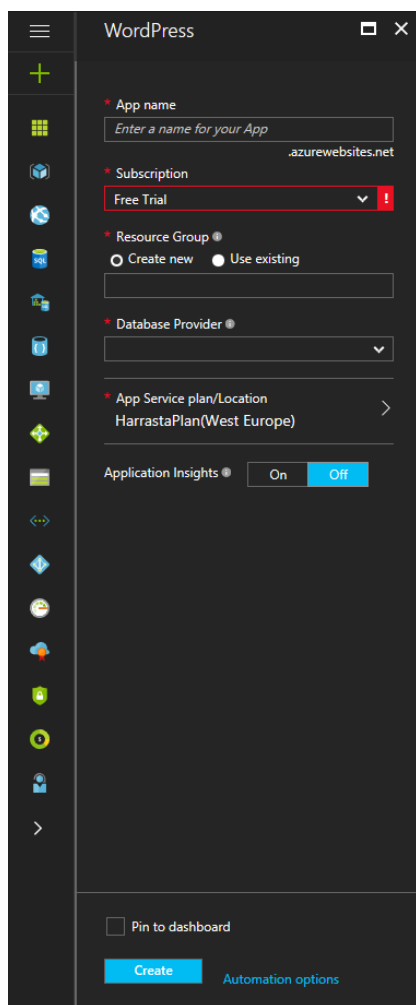 WordPress
* App name
Enter a name for your App
.azurewebsites.net
* Subscription
Free Trial
!
* Resource Group
Create new Use existing
* Database Provider
* App Service plan/Location
HarrastaPlan(West Europe)
Application Insights On Off
SQL
Pin to dashboard
Create Automation options